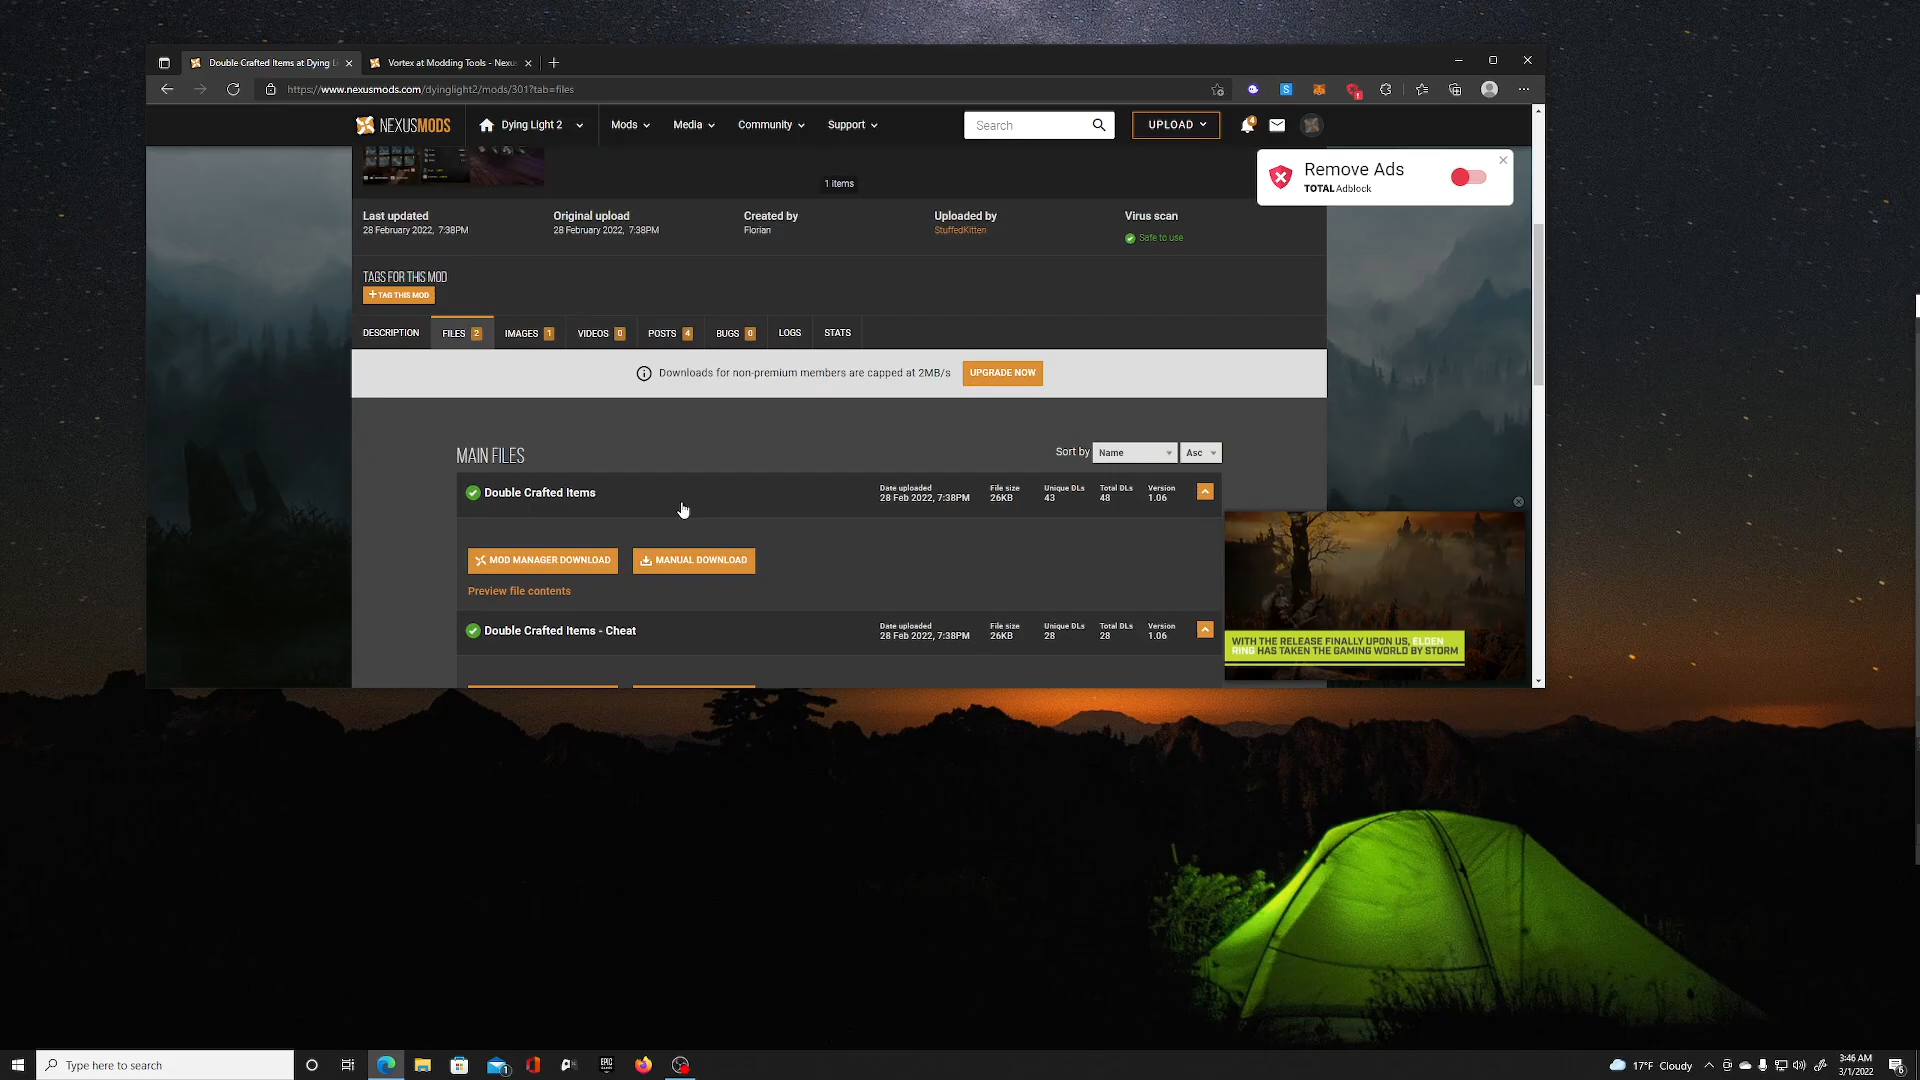 Double Crafted Items at Dying Li
Vortex at Modding Tools - Nexus
https://www.nexusmods.com/dyinglight2/mods/301?tab=files
S
1
NEXUSMODS
Dying Light 2
Mods
Media
Community
Support
Search
UPLOAD
4
Remove Ads
TOTAL Adblock
1 items
Last updated
28 February 2022, 7:38PM
Original upload
28 February 2022, 7:38PM
Created by
Florian
Uploaded by
StuffedKitten
Virus scan
Safe to use
TAGS FOR THIS MOD
+ TAG THIS MOD
DESCRIPTION
FILES 2
IMAGES 1
VIDEOS 0
POSTS 4
BUGS 0
LOGS
STATS
Downloads for non-premium members are capped at 2MB/s
UPGRADE NOW
MAIN FILES
Sort by
Name
Asc
Double Crafted Items
Date uploaded
28 Feb 2022, 7:38PM
File size
26KB
Unique DLs
43
Total DLs
48
Version
1.06
MOD MANAGER DOWNLOAD
MANUAL DOWNLOAD
Preview file contents
Double Crafted Items - Cheat
Date uploaded
28 Feb 2022, 7:38PM
File size
26KB
Unique DLs
28
Total DLs
28
Version
1.06
WITH THE RELEASE FINALLY UPON US, ELDEN
RING HAS TAKEN THE GAMING WORLD BY STORM
Type here to search
1
EPIC
GAMES
17°F Cloudy
3:46 AM
3/1/2022
6